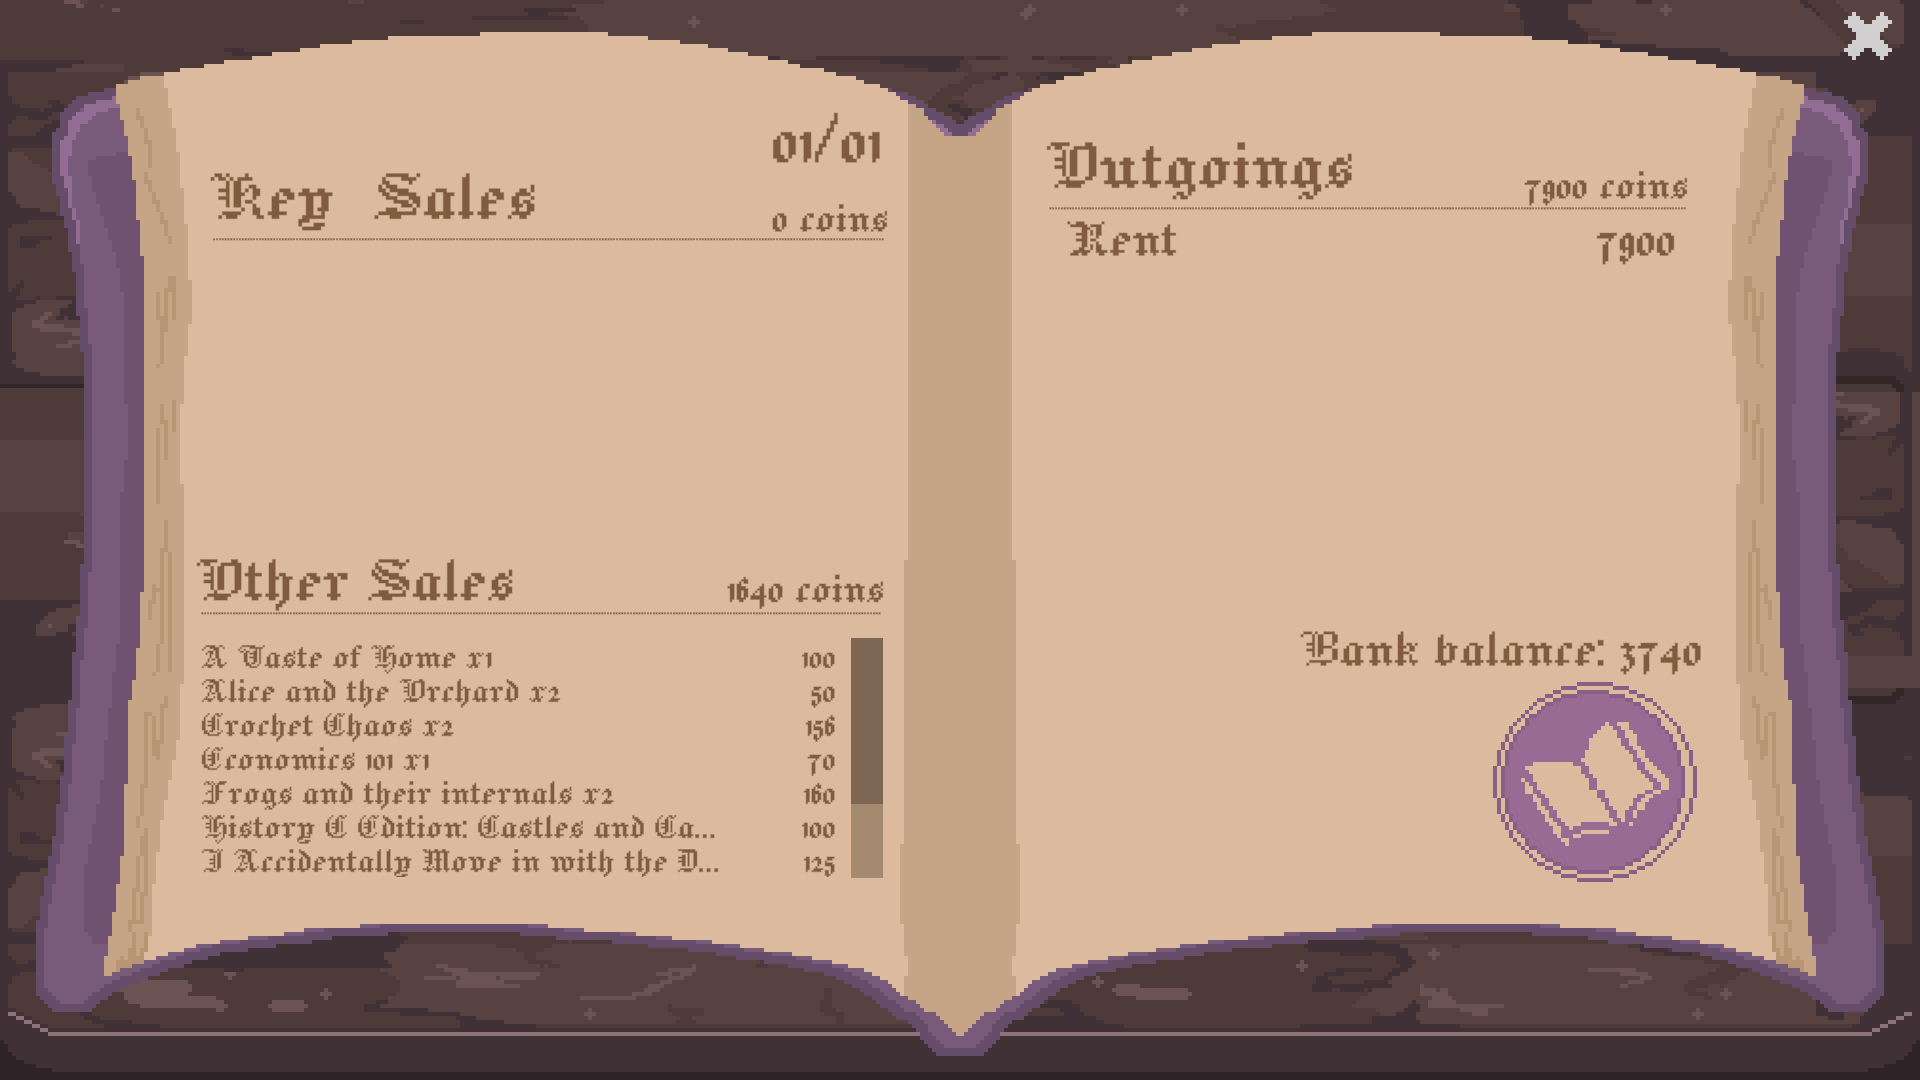 01/01
Key Sales
0 coins
Other Sales 1640 coins
A Taste of Home x1 100
Alice and the Orchard x2 50
Crochet Chaos x2 156
Economics 101 x1 70
Frogs and their internals x2 160
History C Edition: Castles and Ca... 100
I Accidentally Move in with the D... 125
Outgoings 7900 coins
Rent 7900
Bank balance: 3740